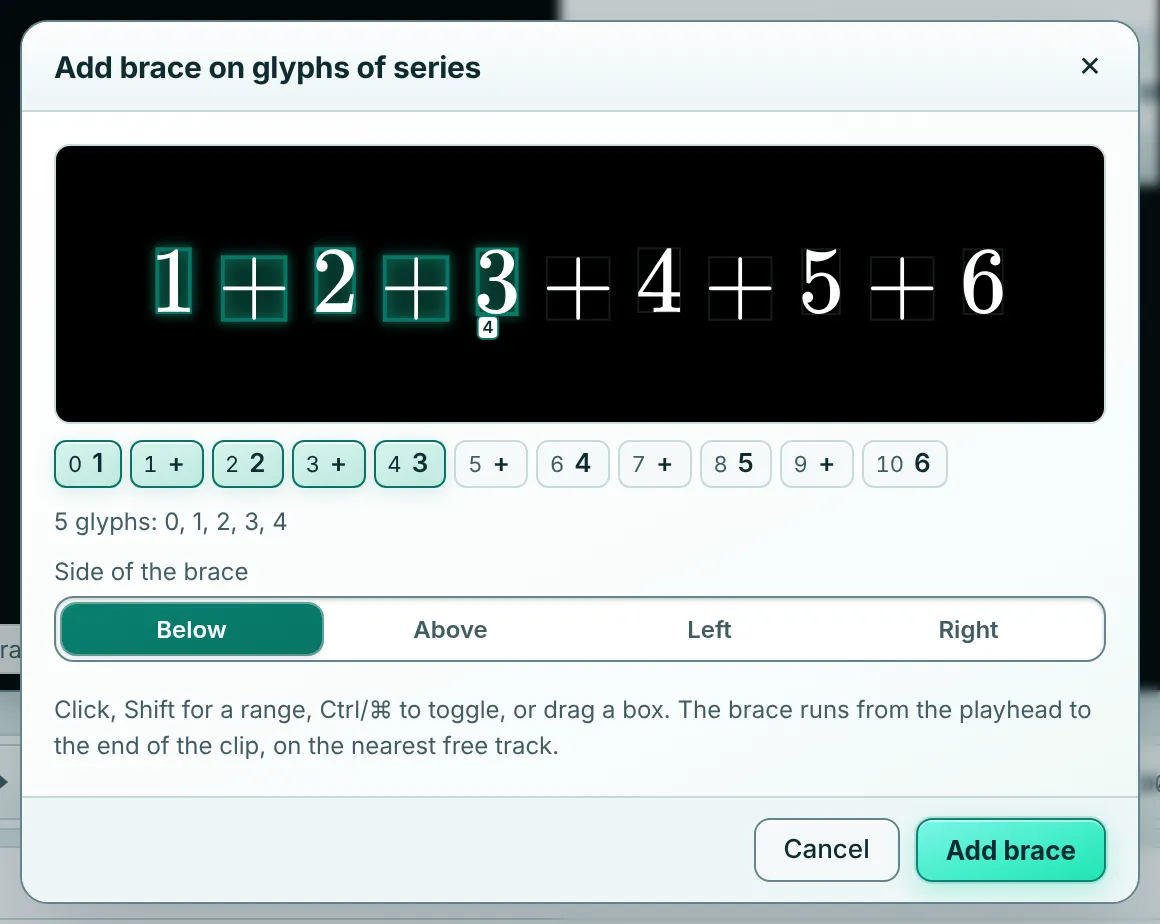 Add brace on glyphs of series ×
1 + 2 + 3 + 4 + 5 + 6
4
0 1 1 + 2 2 3 + 4 3 5 + 6 4 7 + 8 5 9 + 10 6
5 glyphs: 0, 1, 2, 3, 4
Side of the brace
Below Above Left Right
Click, Shift for a range, Ctrl/⌘ to toggle, or drag a box. The brace runs from the playhead to
the end of the clip, on the nearest free track.
Cancel Add brace